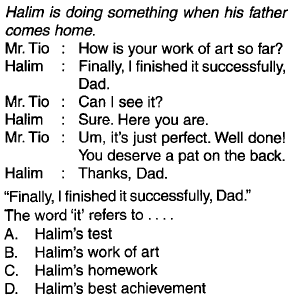 Halim is doing something when his father
comes home.
Mr. Tio : How is your work of art so far?
Halim : Finally, I finished it successfully,
Dad.
Mr. Tio : Can I see it?
Halim : Sure. Here you are.
Mr. Tio : Um, it's just perfect. Well done!
You deserve a pat on the back.
Halim : Thanks, Dad.
"Finally, I finished it successfully, Dad."
The word 'it' refers to . . . .
A. Halim's test
B. Halim's work of art
C. Halim's homework
D. Halim's best achievement